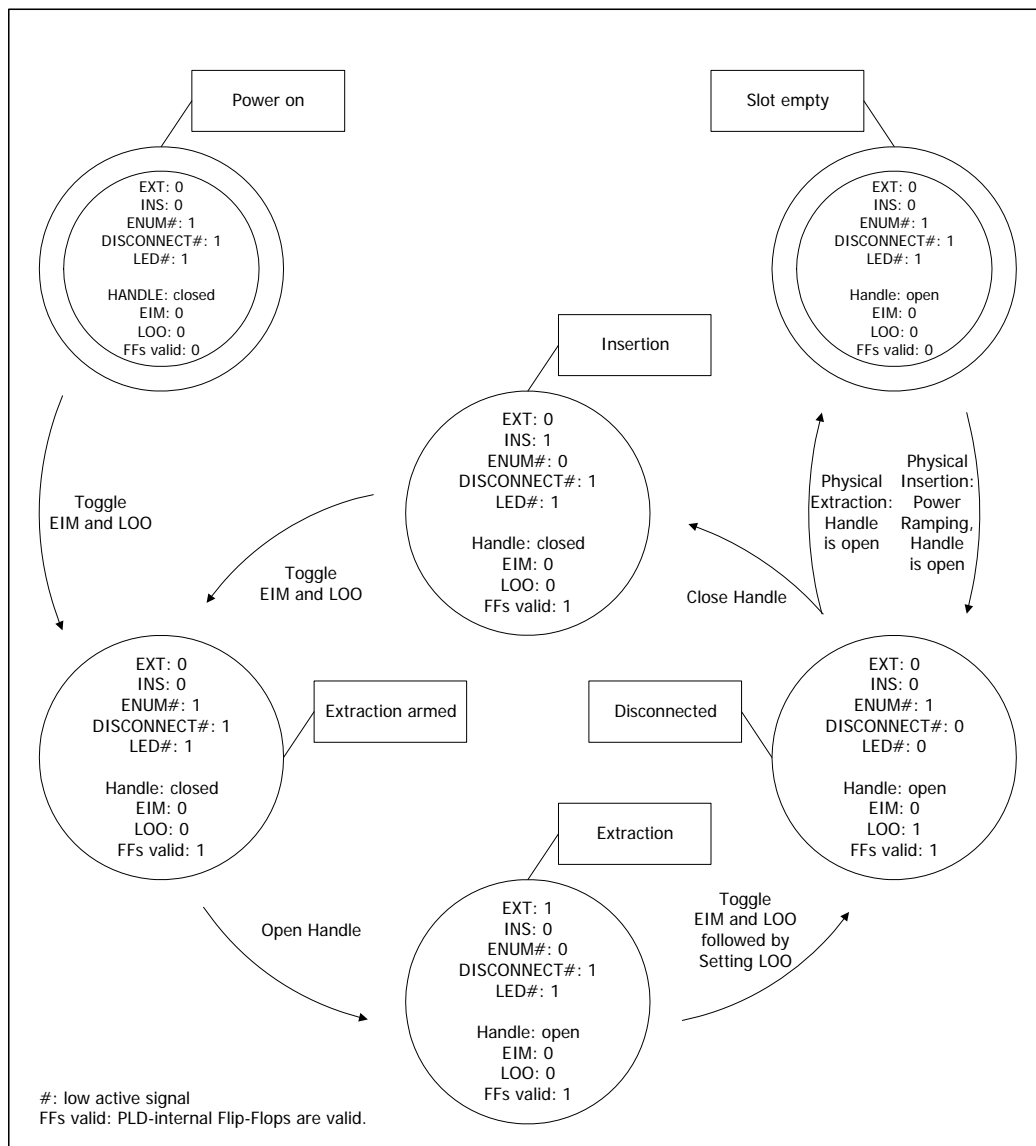 Power on
Slot empty
EXT: 0
INS: 0
ENUM#: 1
DISCONNECT#: 1
LED#: 1
HANDLE: closed
EIM: 0
LOO: 0
FFs valid: 0
EXT: 0
INS: 0
ENUM#: 1
DISCONNECT#: 1
LED#: 1
Handle: open
EIM: 0
LOO: 0
FFs valid: 0
Insertion
EXT: 0
INS: 1
ENUM#: 0
DISCONNECT#: 1
LED#: 1
Handle: closed
EIM: 0
LOO: 0
FFs valid: 1
Toggle
EIM and LOO
Toggle
EIM and LOO
Physical
Extraction:
Handle
is open
Physical
Insertion:
Power
Ramping,
Handle
is open
Close Handle
EXT: 0
INS: 0
ENUM#: 1
DISCONNECT#: 1
LED#: 1
Handle: closed
EIM: 0
LOO: 0
FFs valid: 1
Extraction armed
Disconnected
EXT: 0
INS: 0
ENUM#: 1
DISCONNECT#: 0
LED#: 0
Handle: open
EIM: 0
LOO: 1
FFs valid: 1
Extraction
EXT: 1
INS: 0
ENUM#: 0
DISCONNECT#: 1
LED#: 1
Handle: open
EIM: 0
LOO: 0
FFs valid: 1
Open Handle
Toggle
EIM and LOO
followed by
Setting LOO
#: low active signal
FFs valid: PLD-internal Flip-Flops are valid.